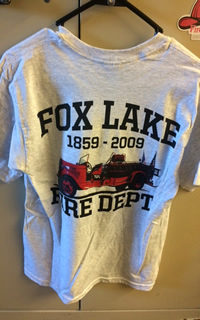 FOX LAKE
1859 - 2009
FIRE DEPT